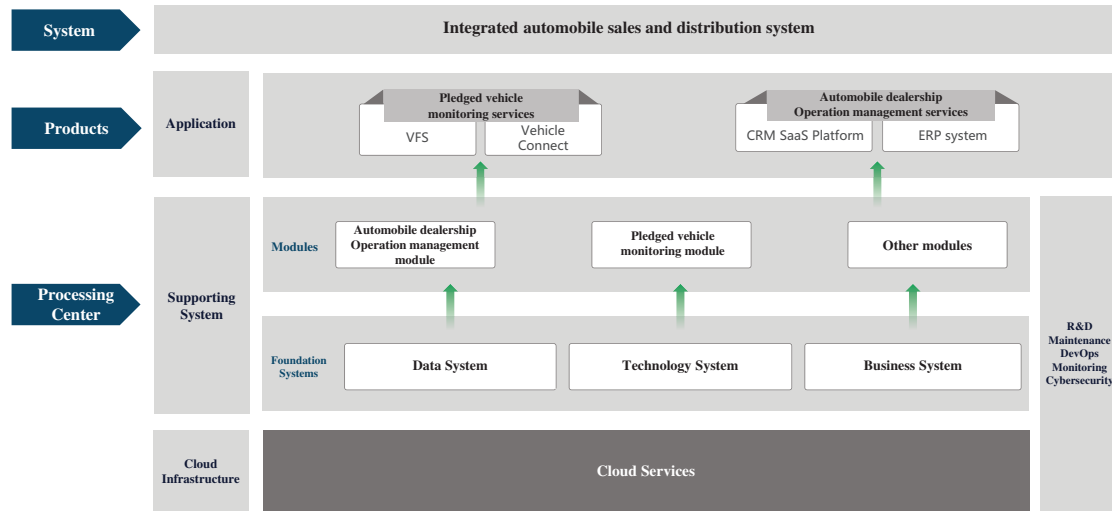 System
Integrated automobile sales and distribution system
Products
Application
Pledged vehicle
monitoring services
VFS
Vehicle
Connect
Automobile dealership
Operation management services
CRM SaaS Platform
ERP system
Processing
Center
Supporting
System
Modules
Automobile dealership
Operation management
module
Pledged vehicle
monitoring module
Other modules
Foundation
Systems
Data System
Technology System
Business System
R&D
Maintenance
DevOps
Monitoring
Cybersecurity
Cloud
Infrastructure
Cloud Services